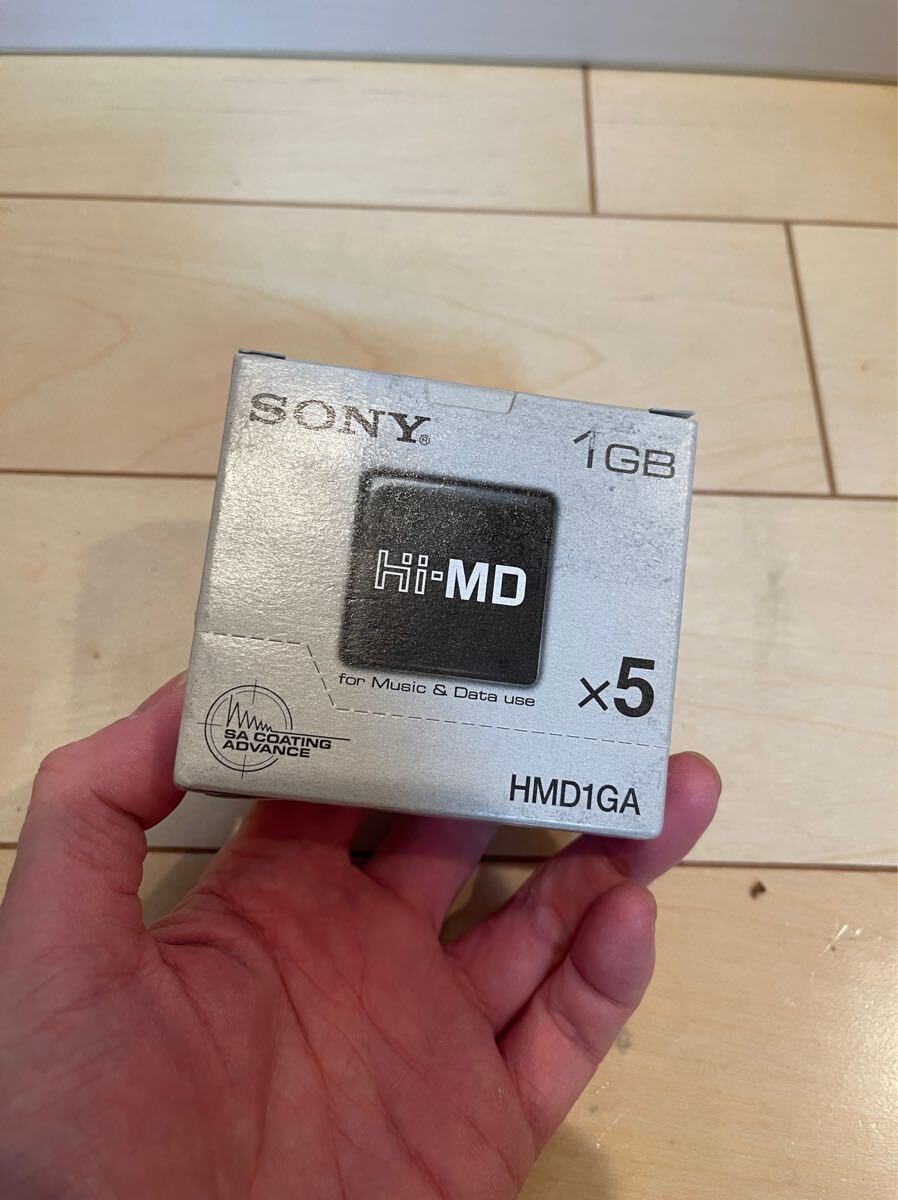 SONY®
1GB
Hi-MD
for Music & Data use
×5
SA COATING
ADVANCE
HMD1GA